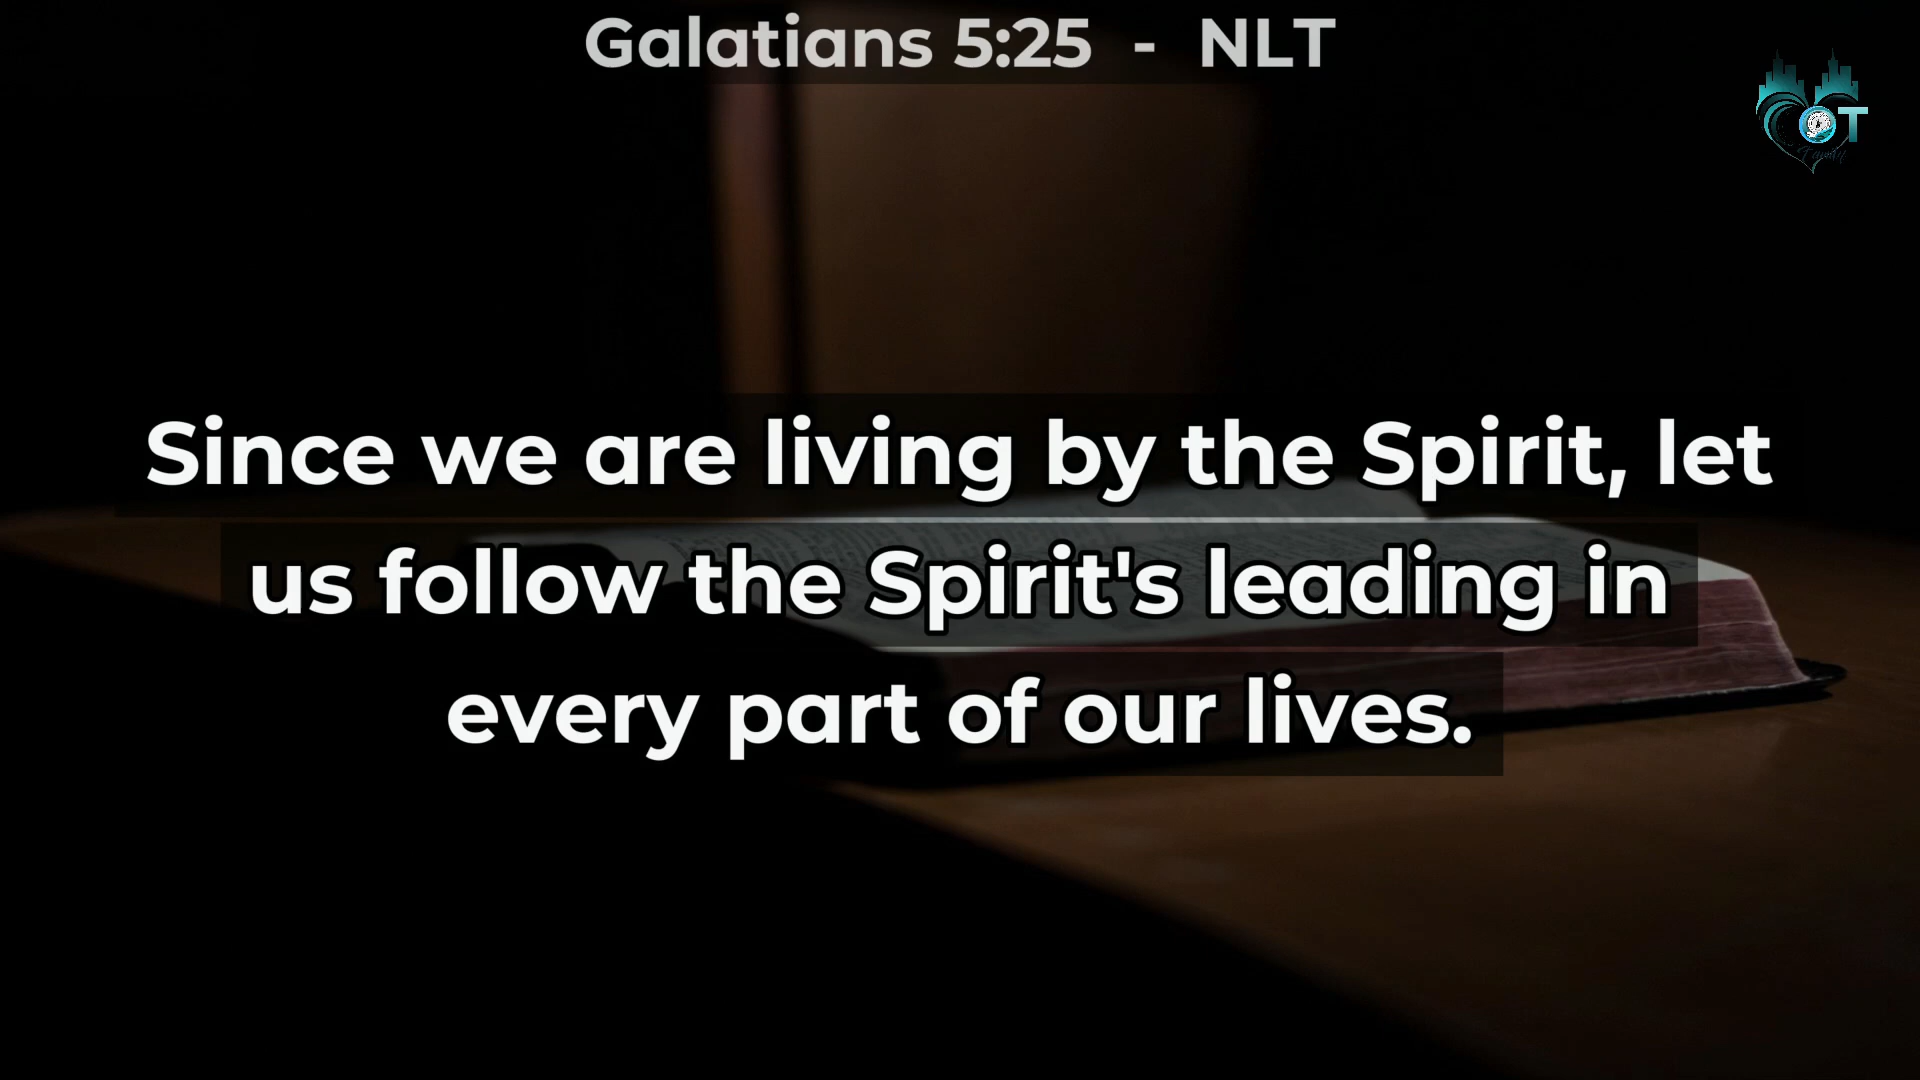 Galatians 5:25 - NLT
OT
Since we are living by the Spirit, let
us follow the Spirit's leading in
every part of our lives.